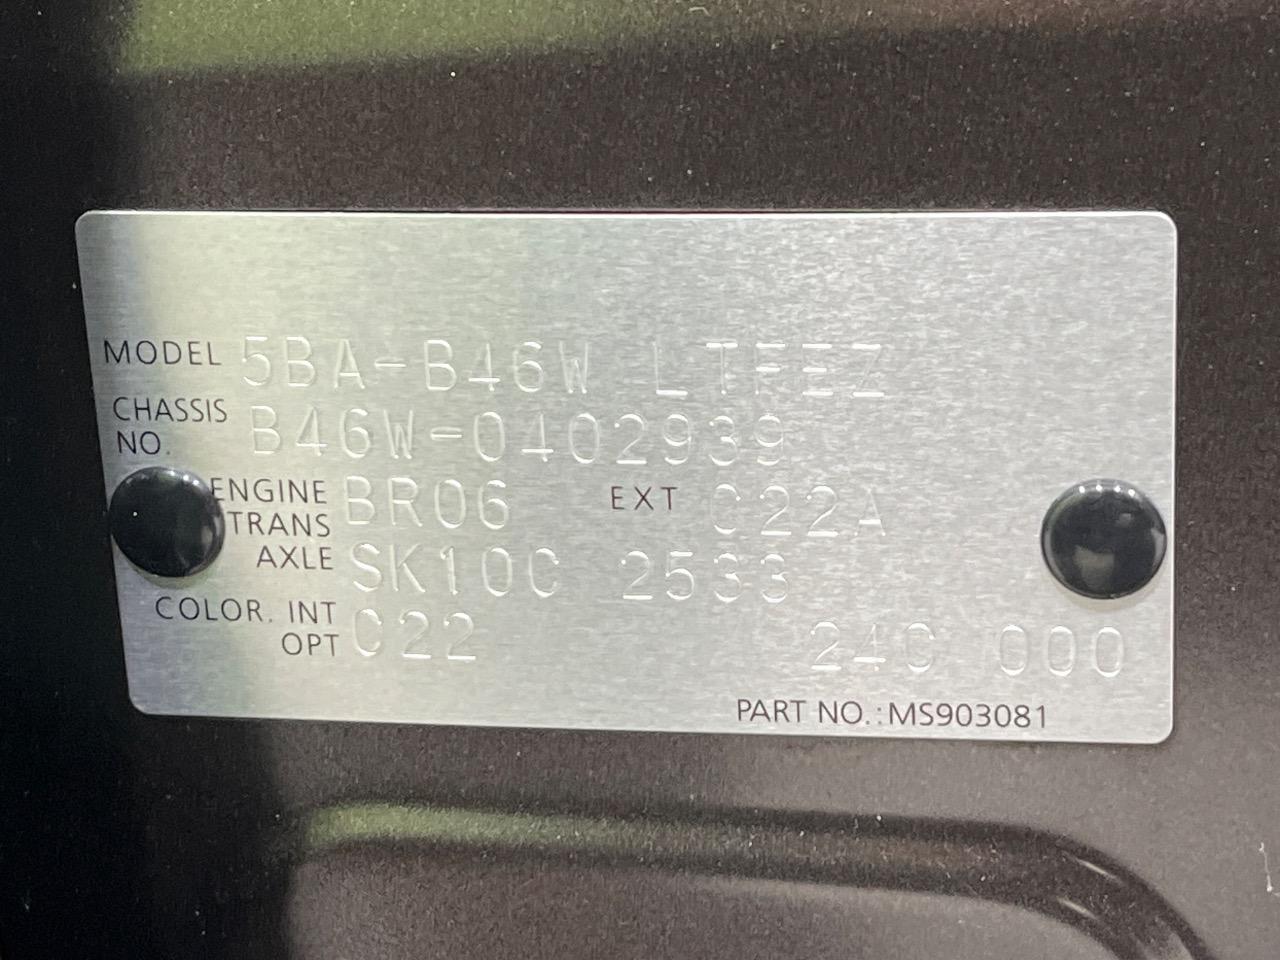 MODEL 5BA-B46W LTFEZ
CHASSIS NO. B46W-0402939
ENGINE BR06 EXT C22A
TRANS
AXLE SK10C 2533
COLOR. INT C22
OPT 24C 000
PART NO.:MS903081